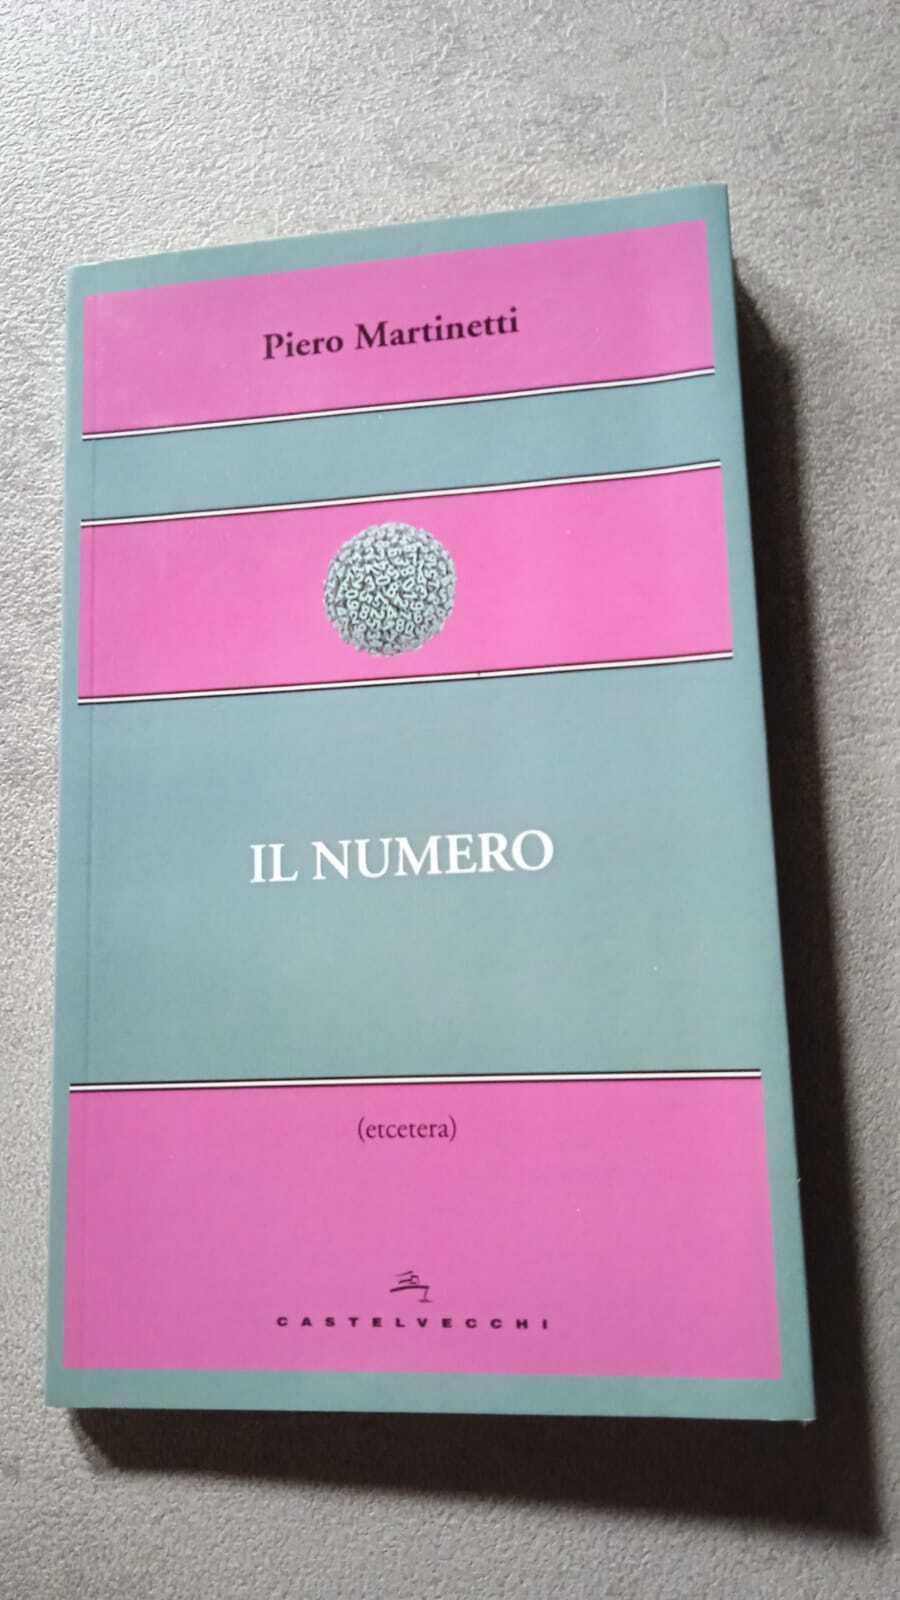 Piero Martinetti
IL NUMERO
(etcetera)
CASTELVECCHI